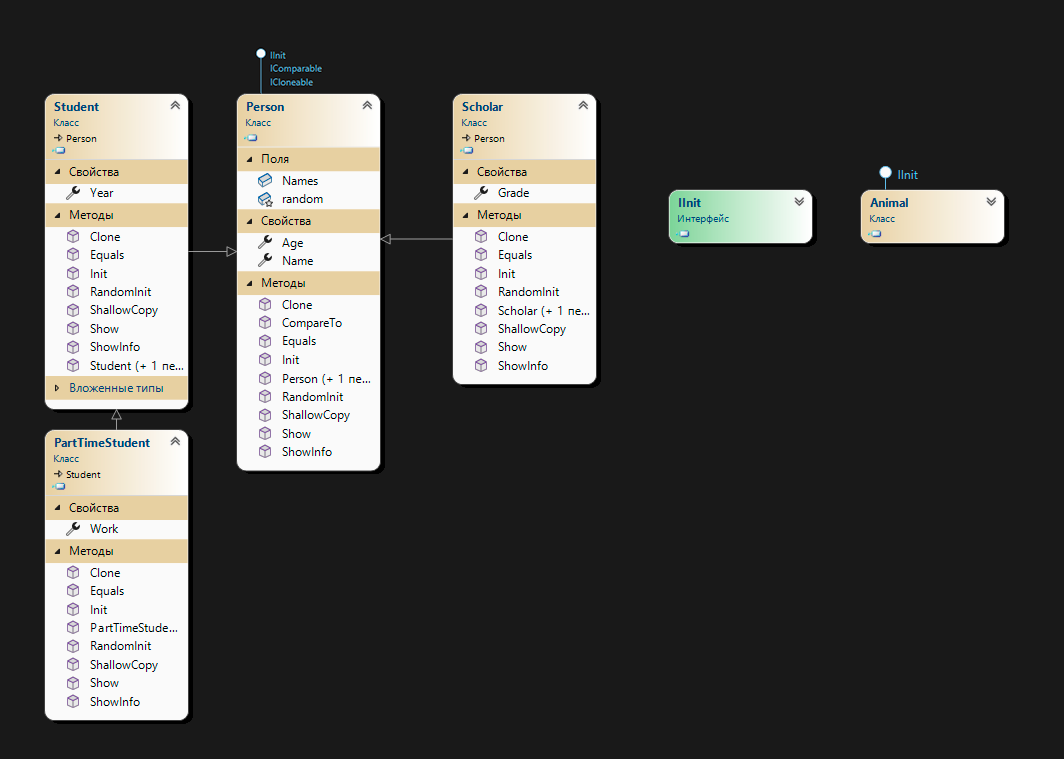 Student
Класс
Person
Свойства
Year
Методы
Clone
Equals
Init
RandomInit
ShallowCopy
Show
ShowInfo
Student (+ 1 пе...
Вложенные типы
PartTimeStudent
Класс
Student
Свойства
Work
Методы
Clone
Equals
Init
PartTimeStude...
RandomInit
ShallowCopy
Show
ShowInfo
IInit
IComparable
ICloneable
Person
Класс
Поля
Names
random
Свойства
Age
Name
Методы
Clone
CompareTo
Equals
Init
Person (+ 1 пе...
RandomInit
ShallowCopy
Show
ShowInfo
Scholar
Класс
Person
Свойства
Grade
Методы
Clone
Equals
Init
RandomInit
Scholar (+ 1 пе...
ShallowCopy
Show
ShowInfo
IInit
Интерфейс
IInit
Animal
Класс